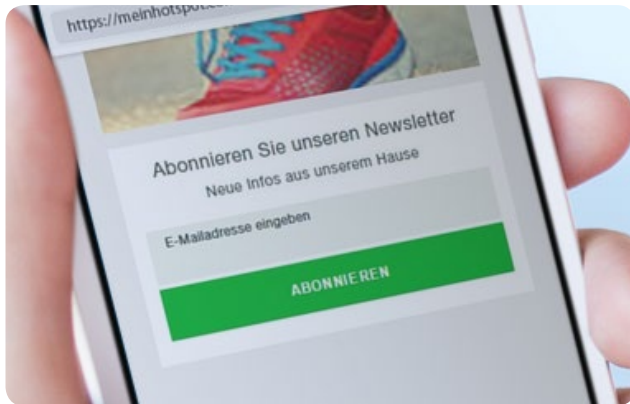 https://meinhotspot.
Abonnieren Sie unseren Newsletter
Neue Infos aus unserem Hause
E-Mailadresse eingeben
ABONNIEREN